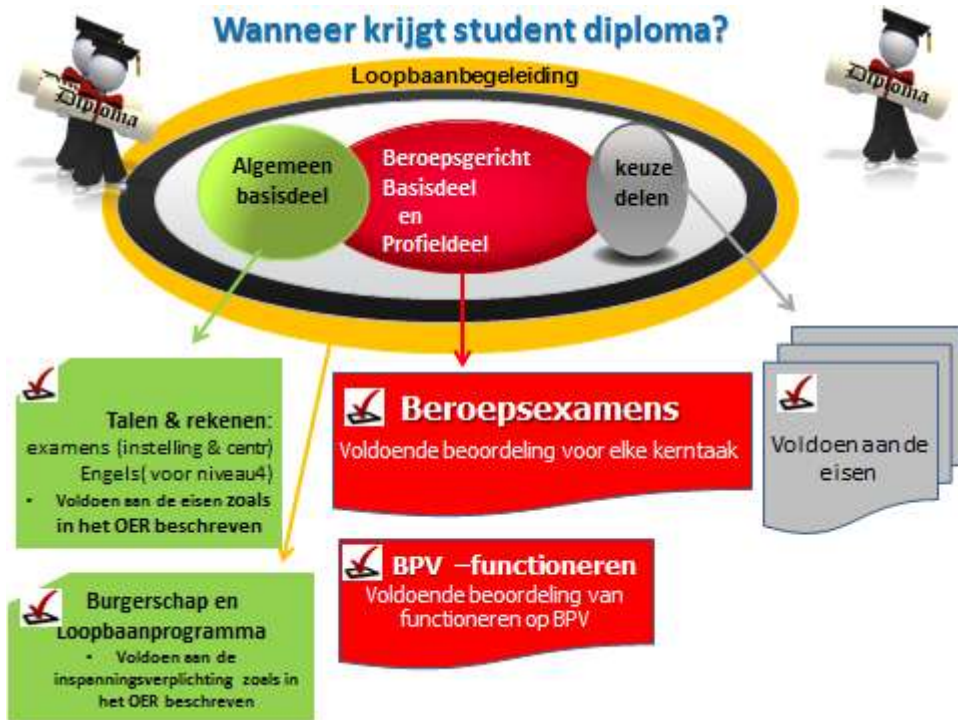 Wanneer krijgt student diploma?
Diploma
Diploma
Loopbaanbegeleiding
Algemeen
basisdeel
Beroepsgericht
Basisdeel
en
Profieldeel
keuze
delen
Talen & rekenen:
examens (instelling & centr)
Engels( voor niveau4)
• Voldoen aan de eisen zoals
in het OER beschreven
Beroepsexamens
Voldoende beoordeling voor elke kerntaak
Voldoen aan de
eisen
BPV –functioneren
Voldoende beoordeling van
functioneren op BPV
Burgerschap en
Loopbaanprogramma
• Voldoen aan de
inspanningsverplichting zoals in
het OER beschreven